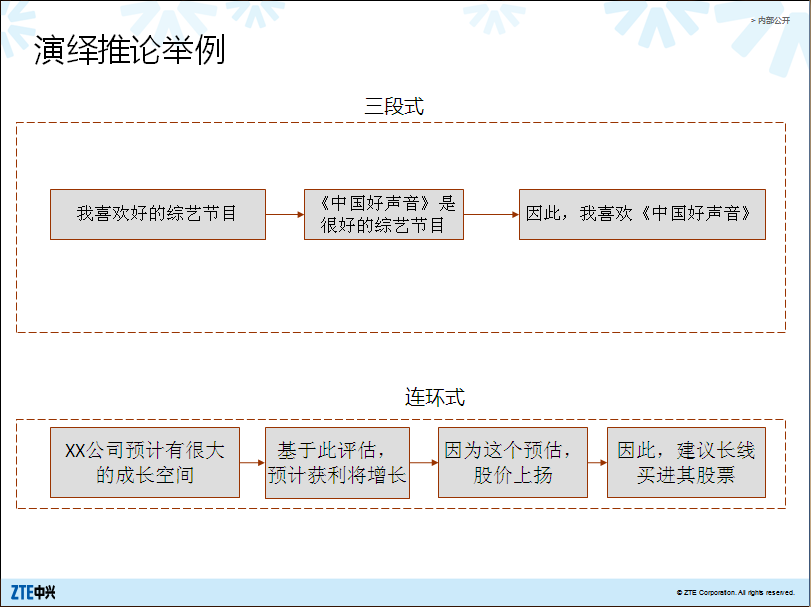 > 内部公开
演绎推论举例
三段式
我喜欢好的综艺节目
《中国好声音》是
很好的综艺节目
因此，我喜欢《中国好声音》
连环式
XX公司预计有很大
的成长空间
基于此评估，
预计获利将增长
因为这个预估，
股价上扬
因此，建议长线
买进其股票
ZTE中兴
© ZTE Corporation. All rights reserved.